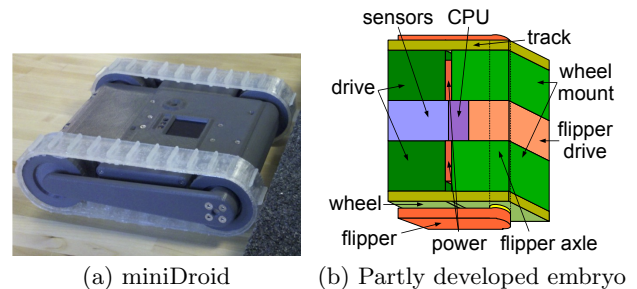 sensors CPU
track
drive
wheel
mount
flipper
drive
wheel
flipper
power
flipper axle
(a) miniDroid
(b) Partly developed embryo